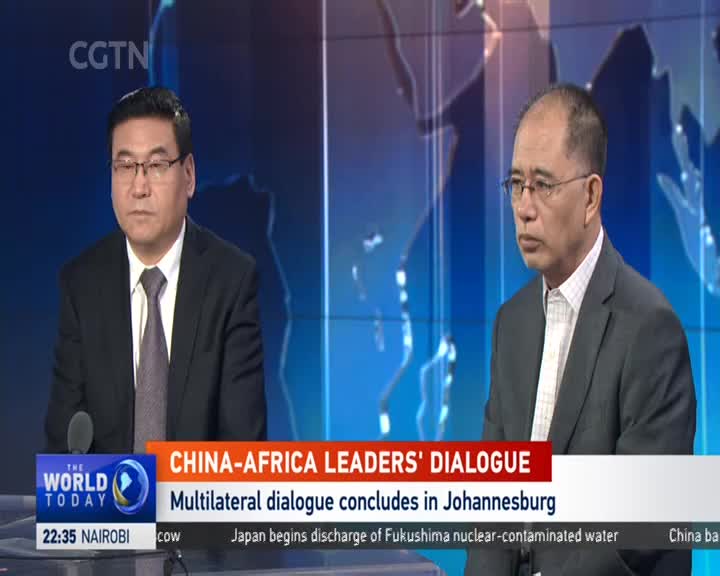 CGTN
CHINA-AFRICA LEADERS' DIALOGUE
THE
WORLD
TODAY
Multilateral dialogue concludes in Johannesburg
22:35 NAIROBI
Japan begins discharge of Fukushima nuclear-contaminated water China